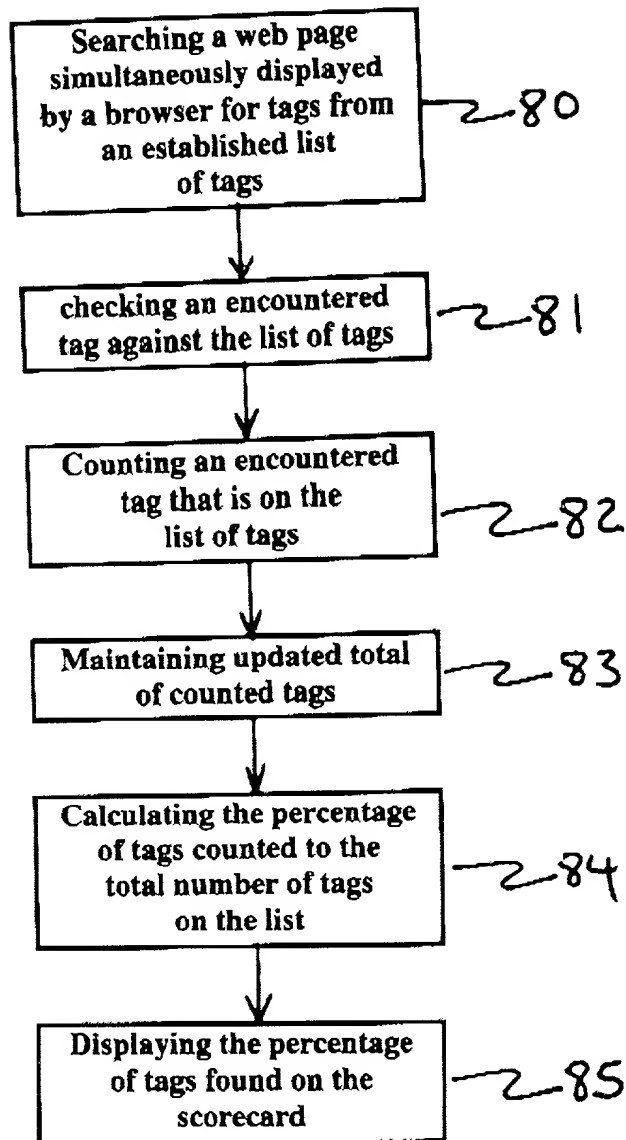 Searching a web page
simultaneously displayed
by a browser for tags from
an established list
of tags
80
checking an encountered
tag against the list of tags
81
Counting an encountered
tag that is on the
list of tags
82
Maintaining updated total
of counted tags
83
Calculating the percentage
of tags counted to the
total number of tags
on the list
84
Displaying the percentage
of tags found on the
scorecard
85